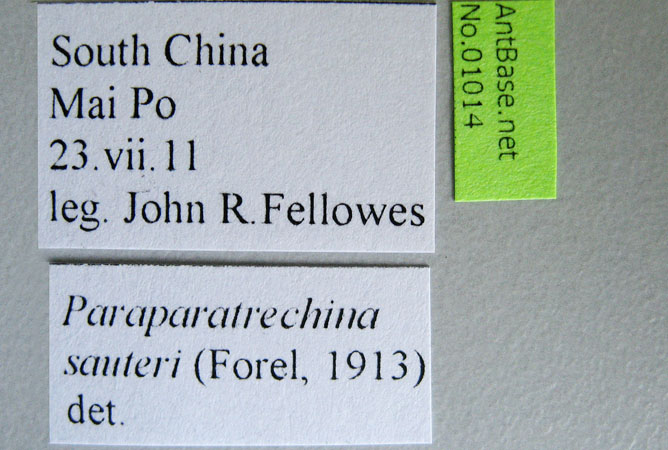 South China
Mai Po
23.vii.11
leg. John R.Fellowes
AntBase.net
No.01014
Paraparatrechina
sauteri (Forel, 1913)
det.